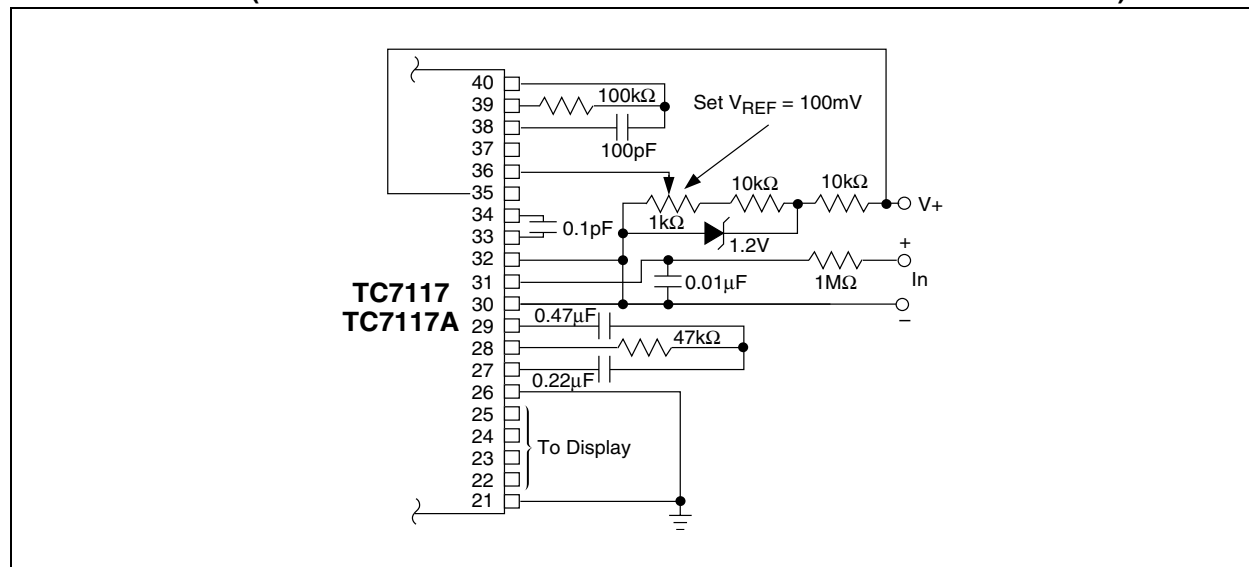 40
39
38
37
36
35
34
33
32
31
30
29
28
27
26
25
24
23
22
21
TC7117
TC7117A
100kΩ
100pF
Set VREF = 100mV
10kΩ
10kΩ
V+
1kΩ
1.2V
0.1pF
+
In
–
1MΩ
0.01μF
0.47μF
47kΩ
0.22μF
To Display